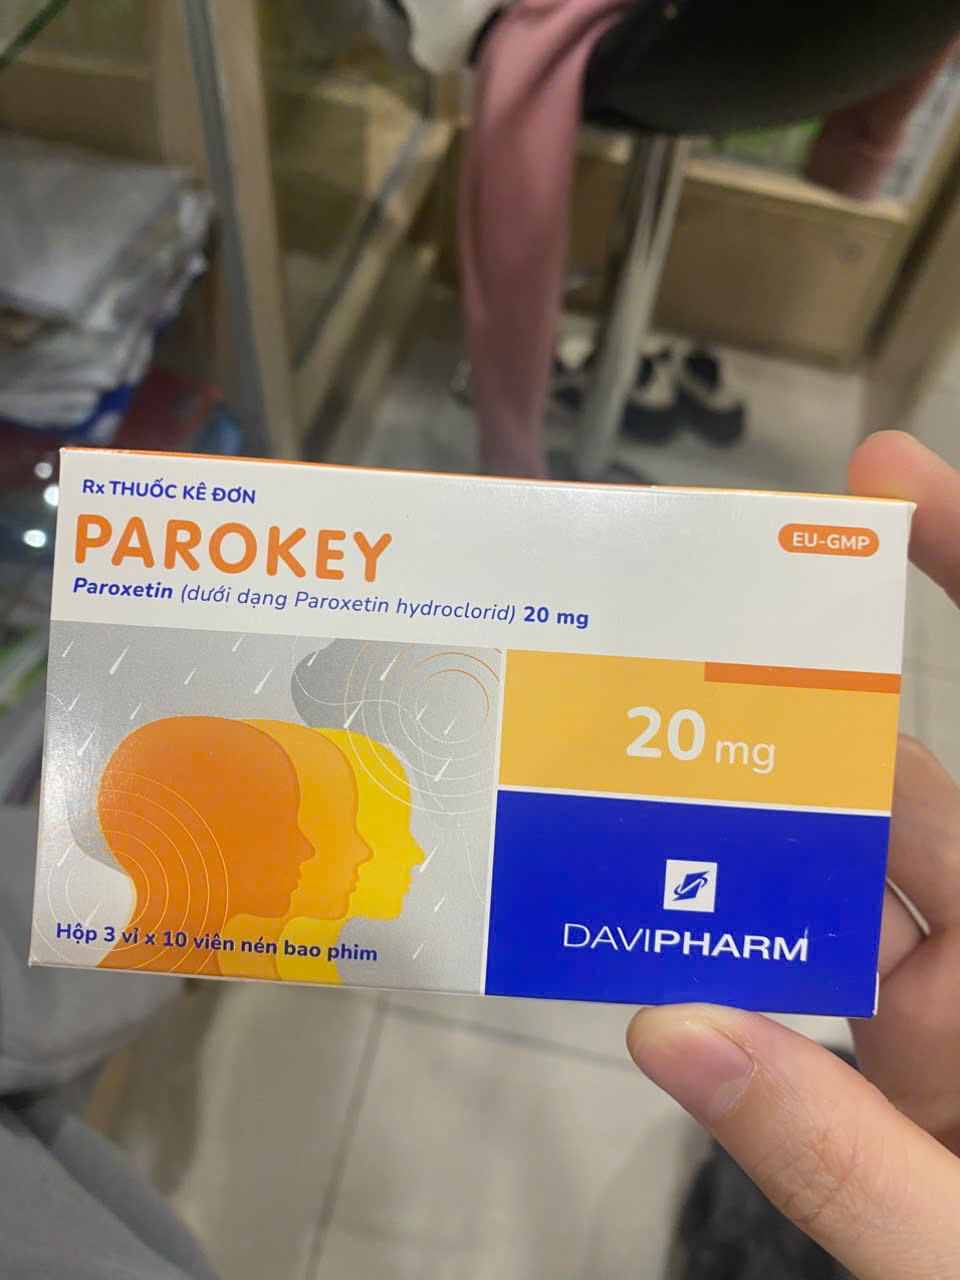 Rx THUỐC KÊ ĐƠN
PAROKEY
EU-GMP
Paroxetin (dưới dạng Paroxetin hydroclorid) 20 mg
20 mg
DAVIPHARM
Hộp 3 vỉ x 10 viên nén bao phim